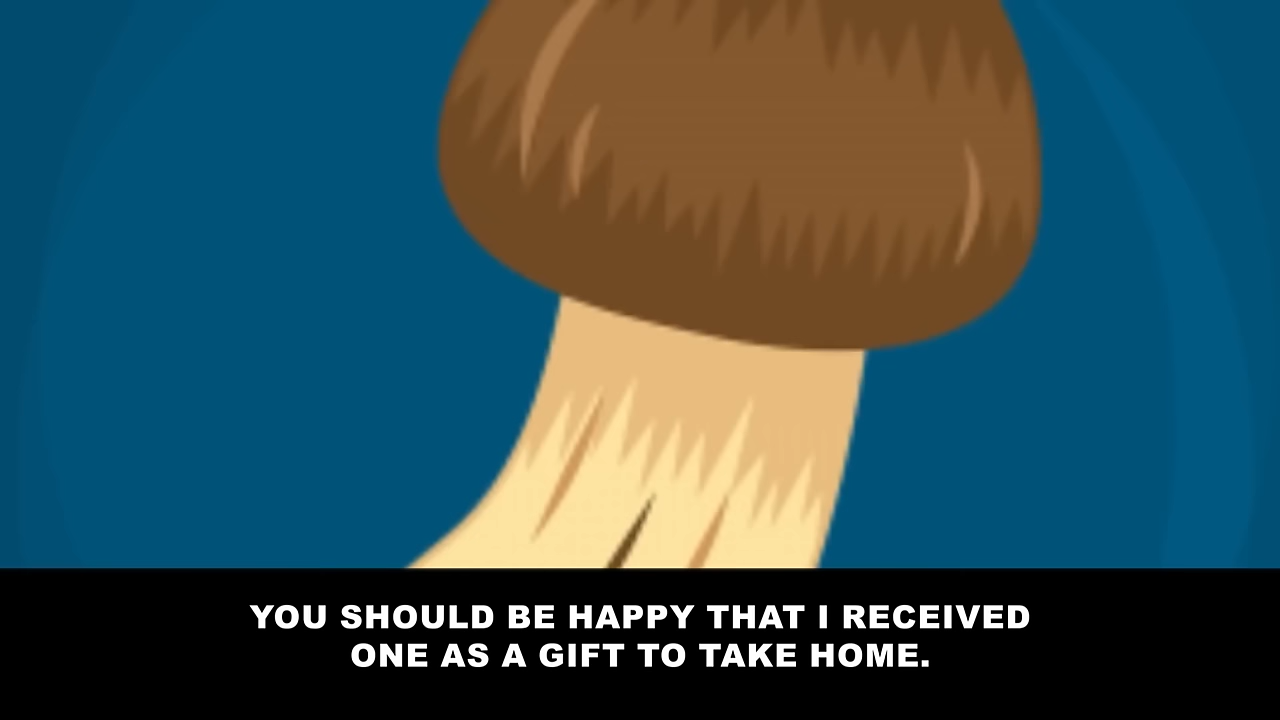 YOU SHOULD BE HAPPY THAT I RECEIVED
ONE AS A GIFT TO TAKE HOME.